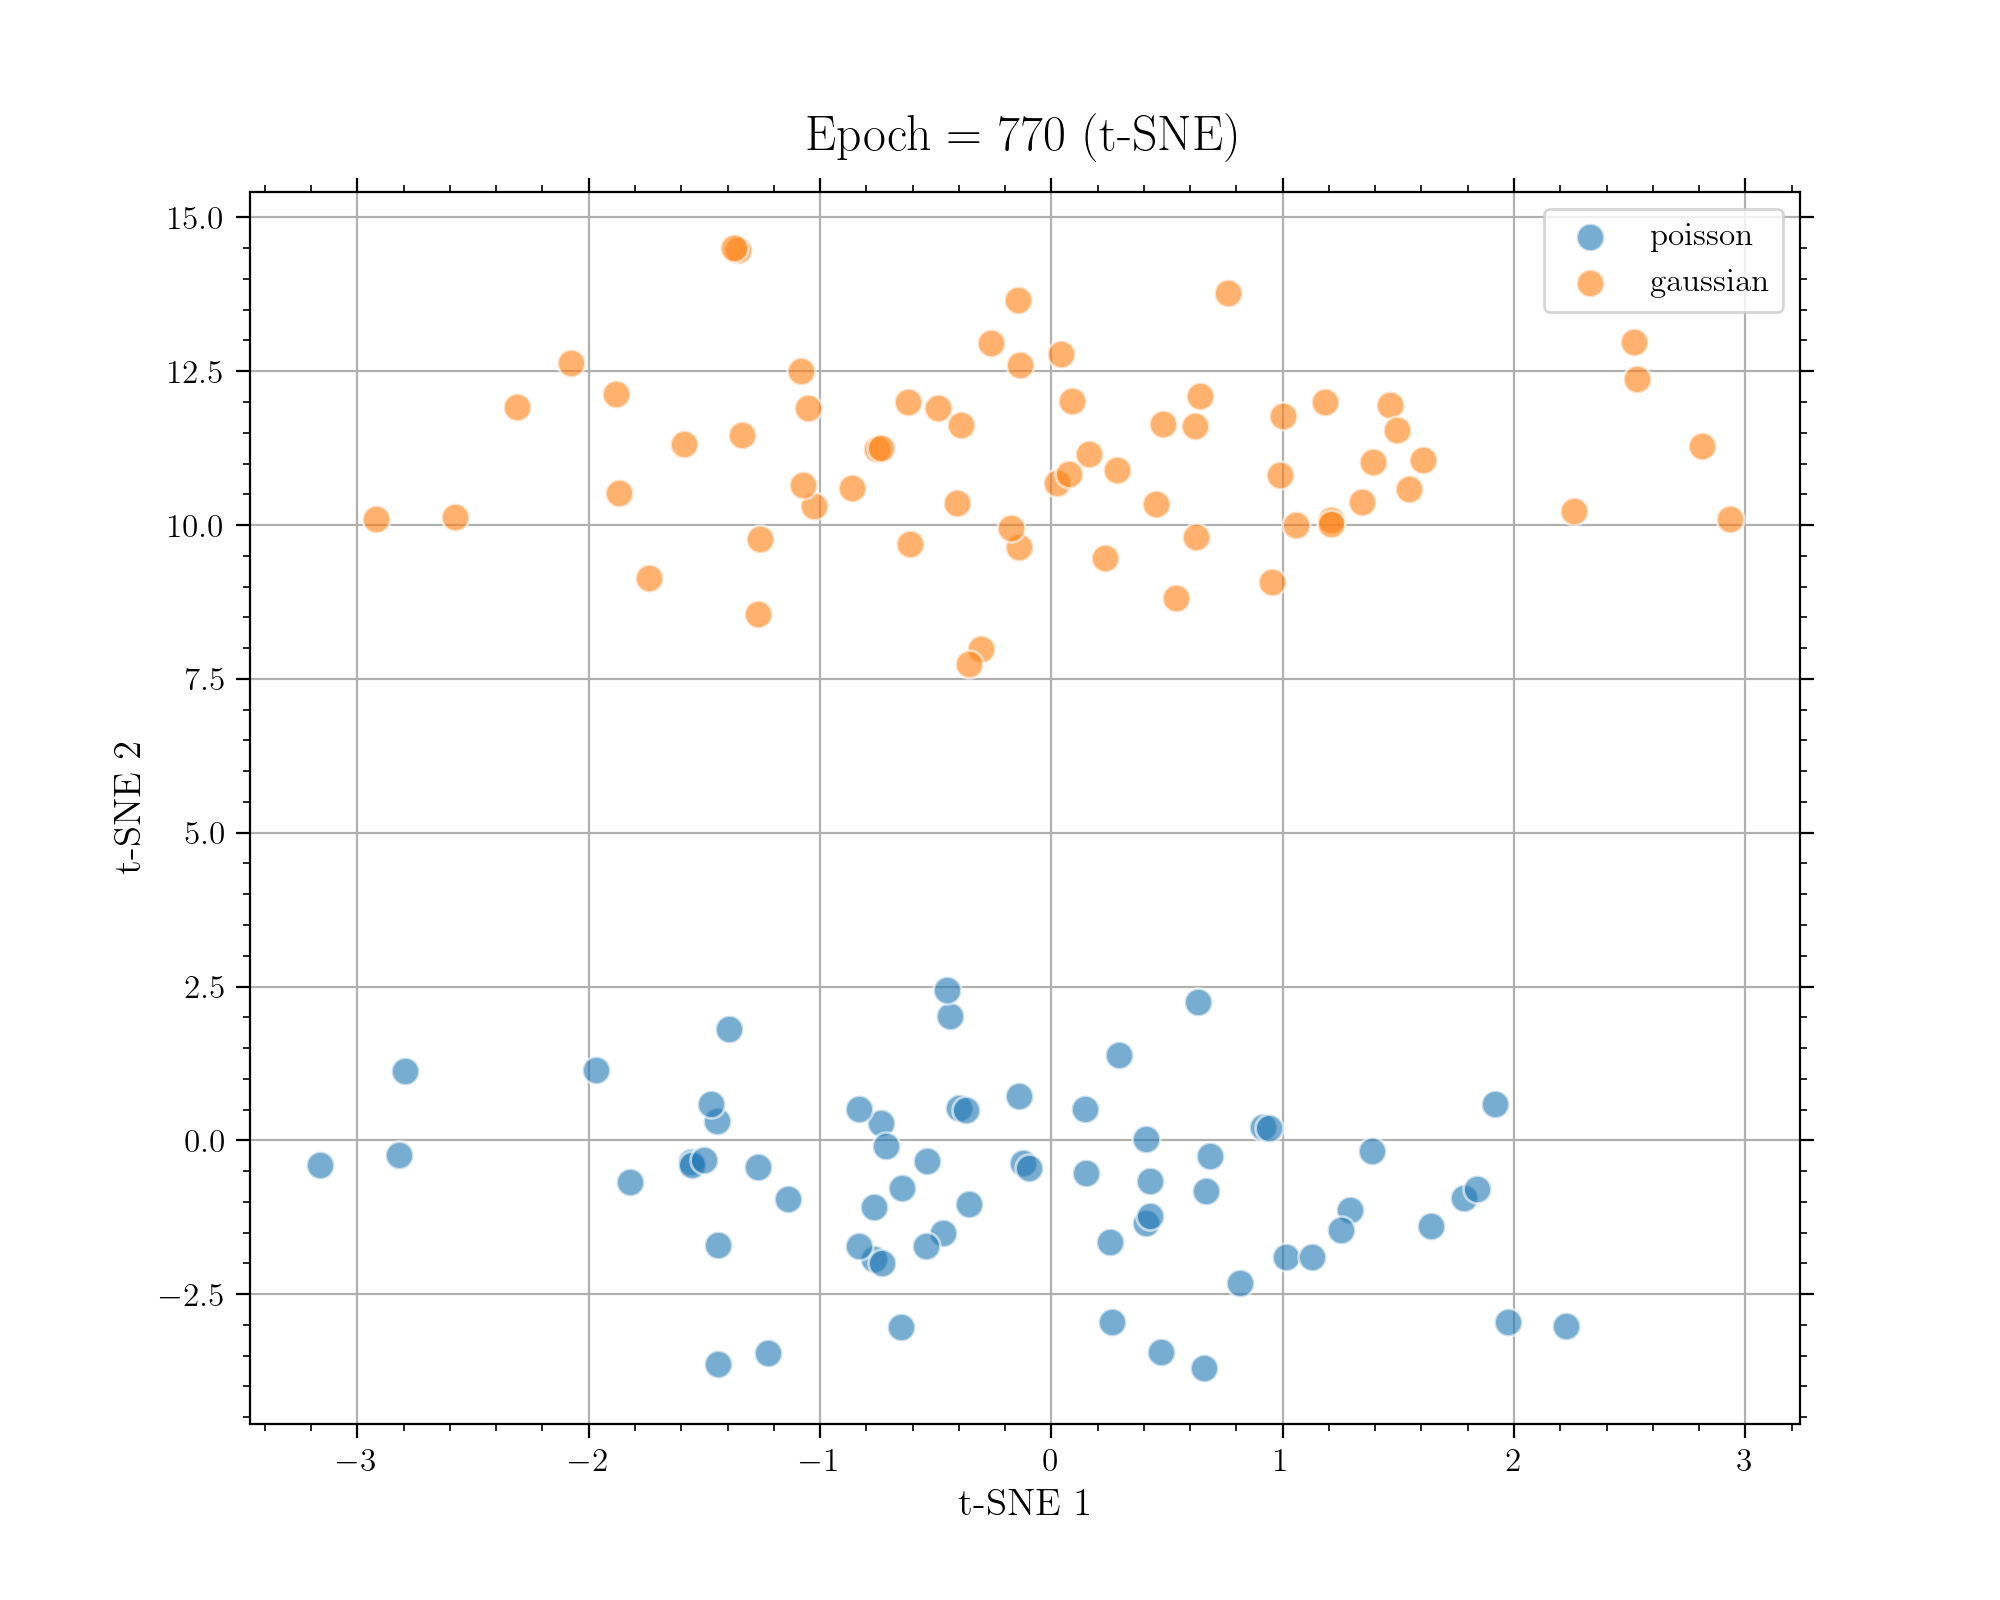 Epoch = 770 (t-SNE)
poisson
gaussian
15.0
12.5
10.0
7.5
5.0
2.5
0.0
−2.5
t-SNE 2
−3 −2 −1 0 1 2 3
t-SNE 1